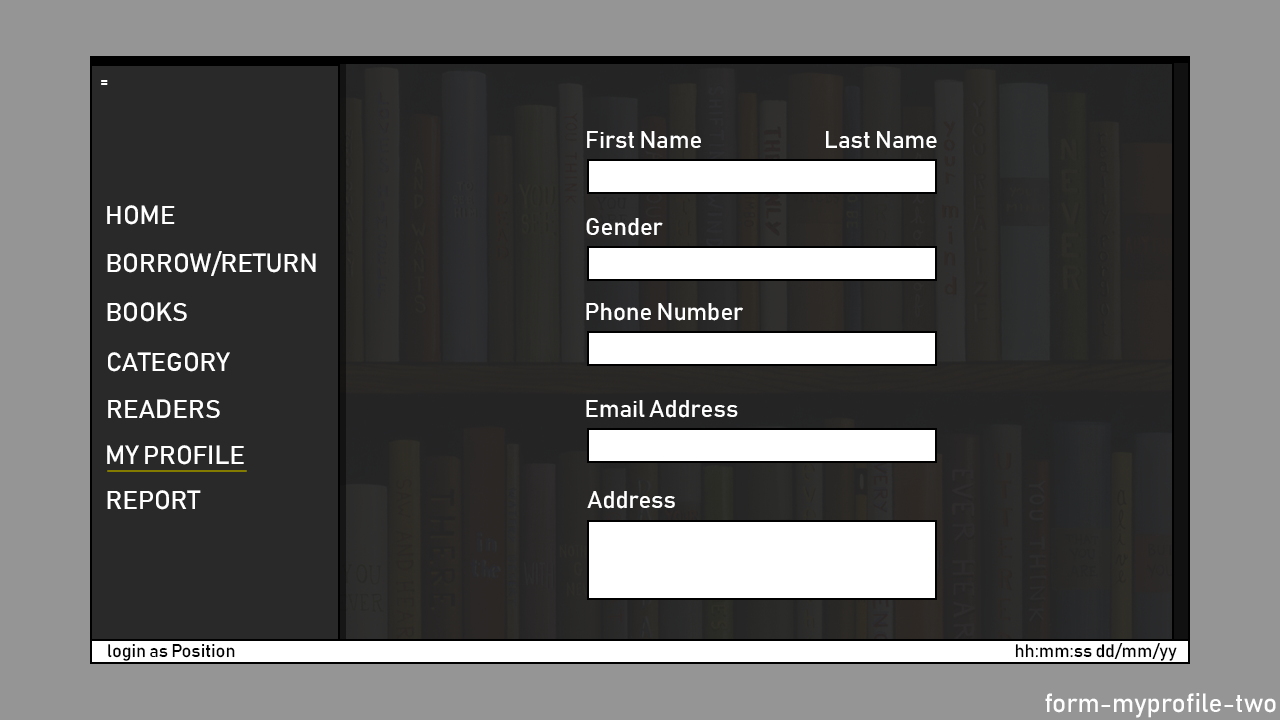 =
HOME
BORROW/RETURN
BOOKS
CATEGORY
READERS
MY PROFILE
REPORT
First Name Last Name
Gender
Phone Number
Email Address
Address
login as Position
hh:mm:ss dd/mm/yy
form-myprofile-two